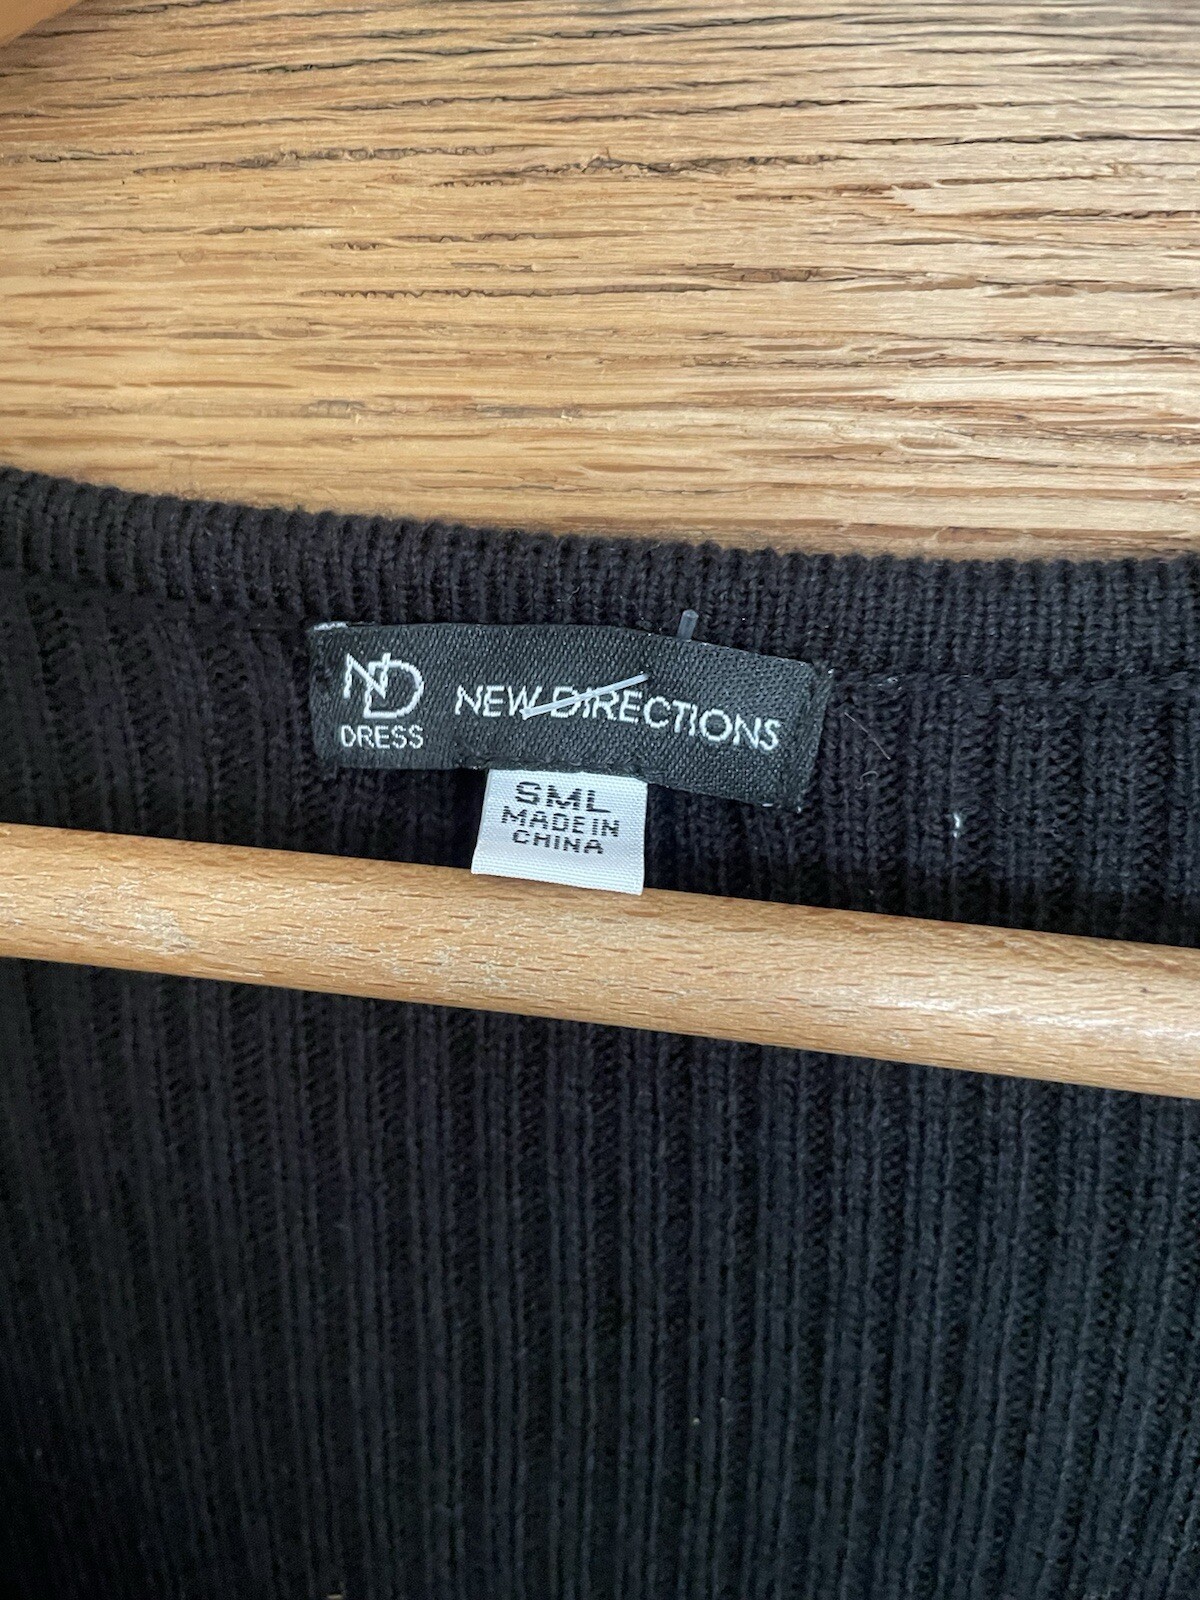 ND
DRESS
NEW DIRECTIONS
SML
MADE IN
CHINA